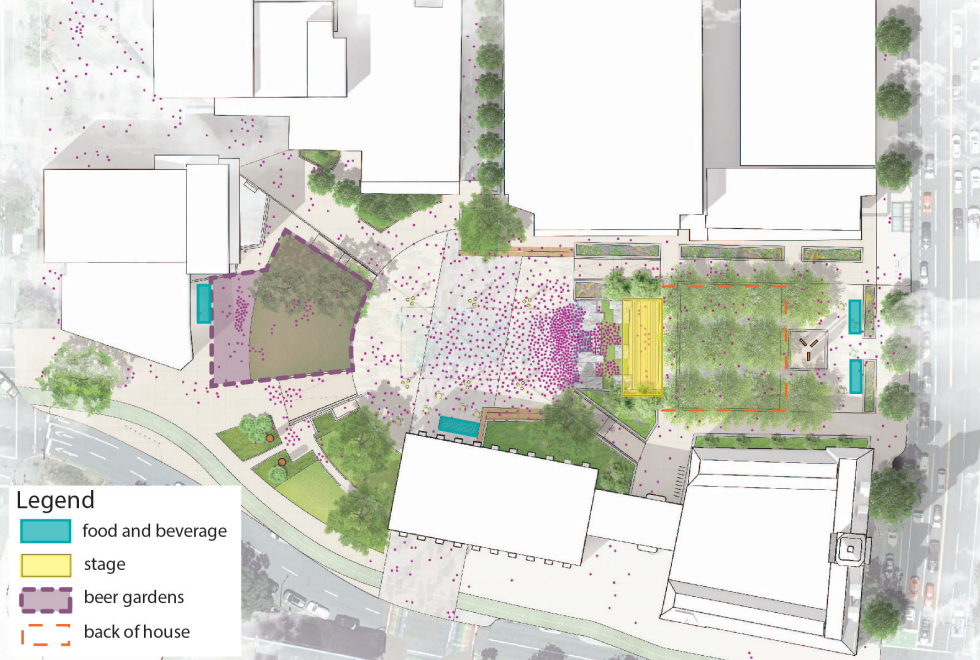 Legend
food and beverage
stage
beer gardens
back of house